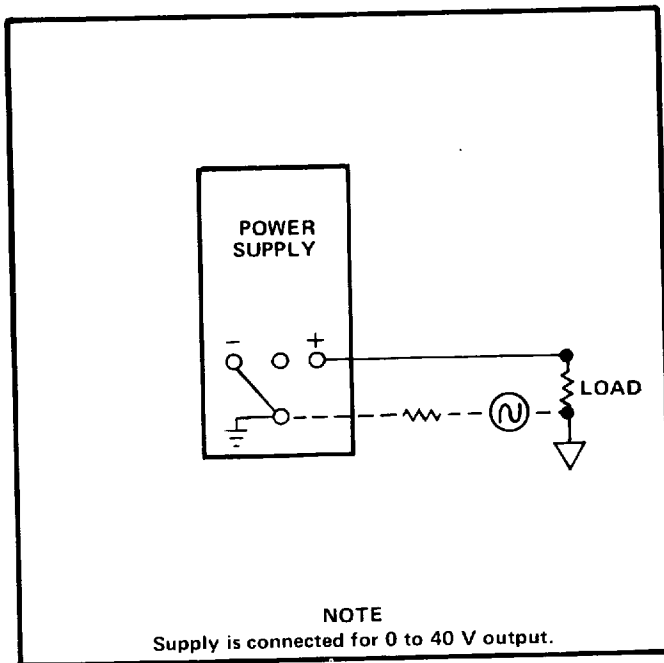 POWER
SUPPLY
- +
LOAD
NOTE
Supply is connected for 0 to 40 V output.